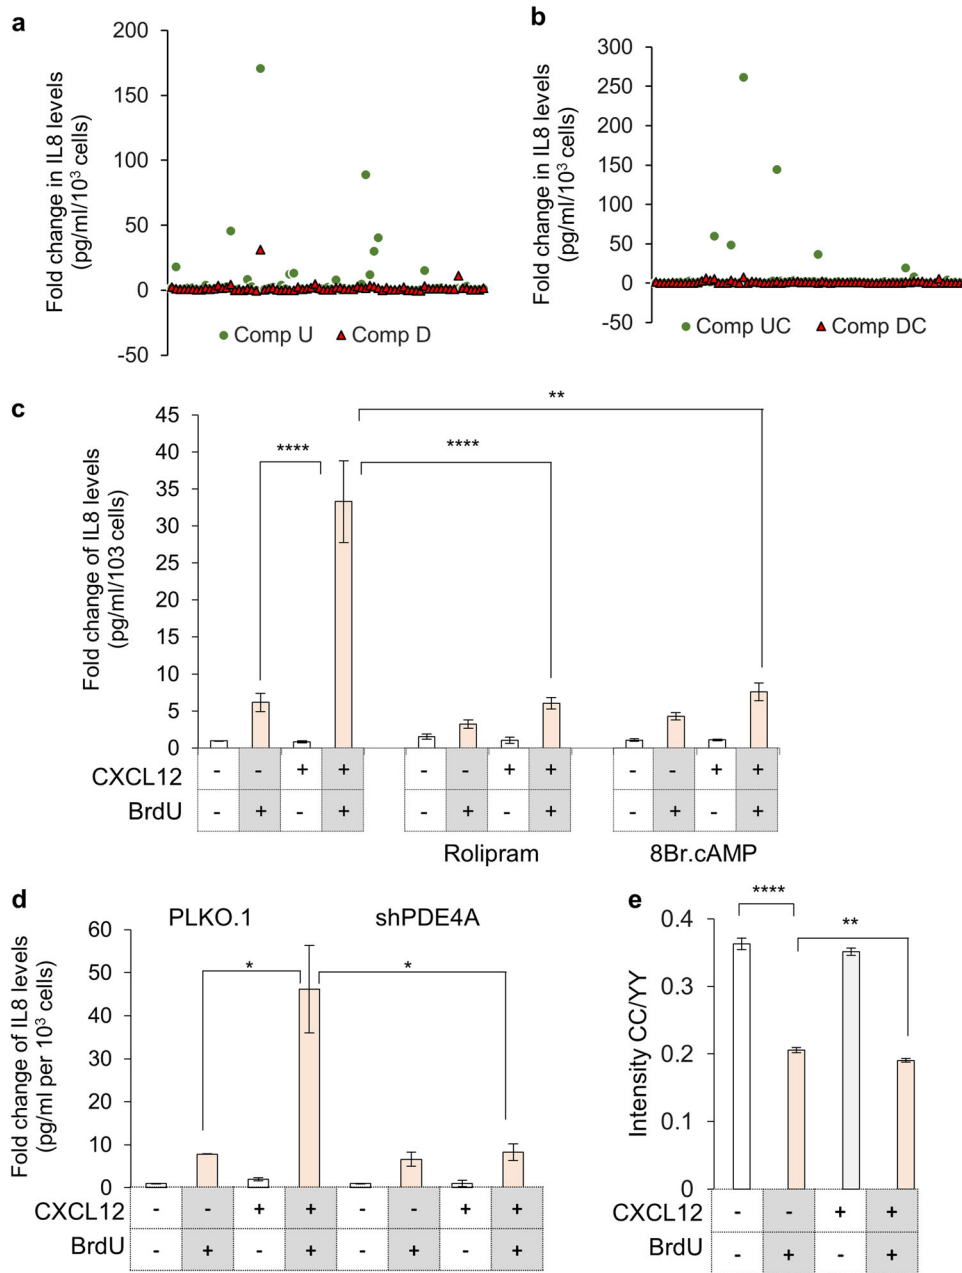 a
Fold change in IL8 levels
(pg/ml/10³ cells)
200
150
100
50
0
-50
Comp U
Comp D
b
Fold change in IL8 levels
(pg/ml/10³ cells)
300
250
200
150
100
50
0
-50
Comp UC
Comp DC
c
Fold change of IL8 levels
(pg/ml/103 cells)
45
40
35
30
25
20
15
10
5
0
****
****
**
CXCL12 - - + + - - + + - - + +
BrdU - + - + - + - + - + - +
Rolipram 8Br.cAMP
d
PLKO.1 shPDE4A
Fold change of IL8 levels
(pg/ml per 10³ cells)
60
50
40
30
20
10
0
* *
CXCL12 - - + + - - + +
BrdU - + - + - + - +
e
Intensity CC/YY
0.4
0.3
0.2
0.1
0
****
**
CXCL12 - - + +
BrdU - + - +